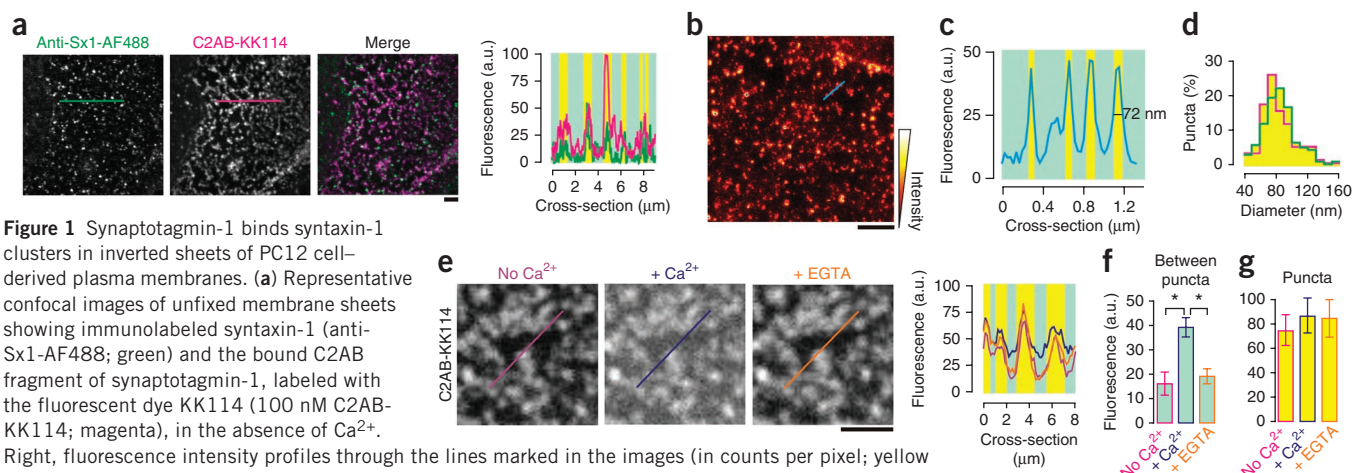 a
Anti-Sx1-AF488
C2AB-KK114
Merge
Fluorescence (a.u.)
100
75
50
25
0
0 2 4 6 8
Cross-section (μm)
b
Intensity
c
Fluorescence (a.u.)
50
25
0
72 nm
0 0.4 0.8 1.2
Cross-section (μm)
d
Puncta (%)
30
20
10
0
40 80 120 160
Diameter (nm)
Figure 1 Synaptotagmin-1 binds syntaxin-1
clusters in inverted sheets of PC12 cell–
derived plasma membranes. (a) Representative
confocal images of unfixed membrane sheets
showing immunolabeled syntaxin-1 (anti-
Sx1-AF488; green) and the bound C2AB
fragment of synaptotagmin-1, labeled with
the fluorescent dye KK114 (100 nM C2AB-
KK114; magenta), in the absence of Ca²⁺.
Right, fluorescence intensity profiles through the lines marked in the images (in counts per pixel; yellow
e
No Ca²⁺
+ Ca²⁺
+ EGTA
C2AB-KK114
Fluorescence (a.u.)
100
75
50
25
0
0 2 4 6 8
Cross-section
(μm)
f
Between
puncta
Fluorescence (a.u.)
50
40
30
20
10
0
* *
No Ca²⁺
+ Ca²⁺
+ EGTA
g
Puncta
100
80
60
40
20
0
No Ca²⁺
+ Ca²⁺
+ EGTA